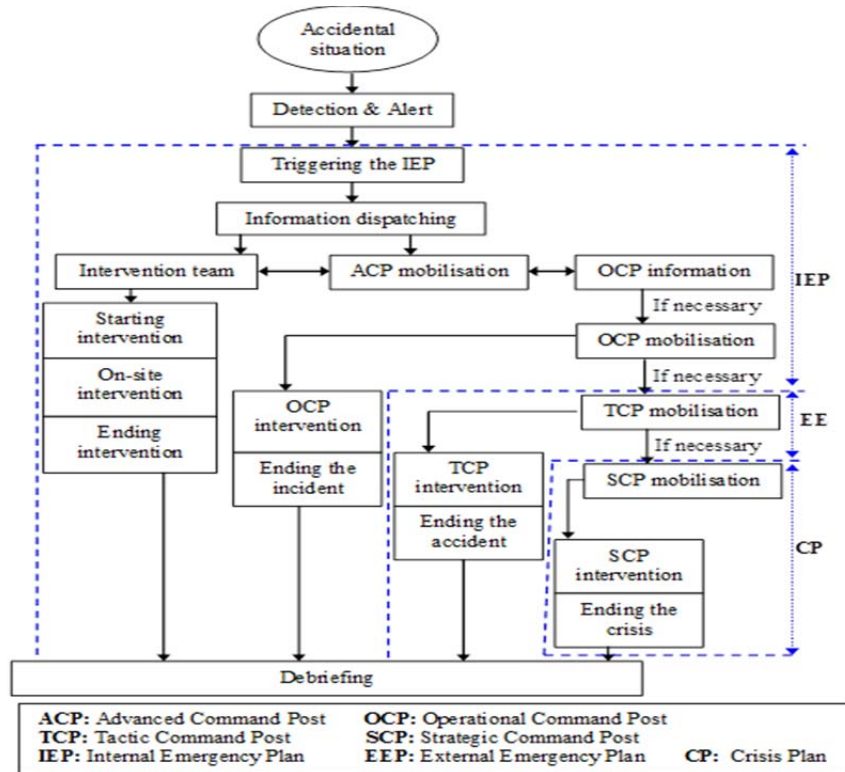 Accidental
situation
Detection & Alert
Triggering the IEP
Information dispatching
Intervention team
ACP mobilisation
OCP information
IEP
If necessary
Starting
intervention
OCP mobilisation
On-site
intervention
If necessary
OCP
intervention
TCP mobilisation
EE
Ending
intervention
If necessary
Ending the
incident
TCP
intervention
SCP mobilisation
Ending the
accident
CP
SCP
intervention
Ending the
crisis
Debriefing
ACP: Advanced Command Post OCP: Operational Command Post
TCP: Tactic Command Post SCP: Strategic Command Post
IEP: Internal Emergency Plan EEP: External Emergency Plan CP: Crisis Plan